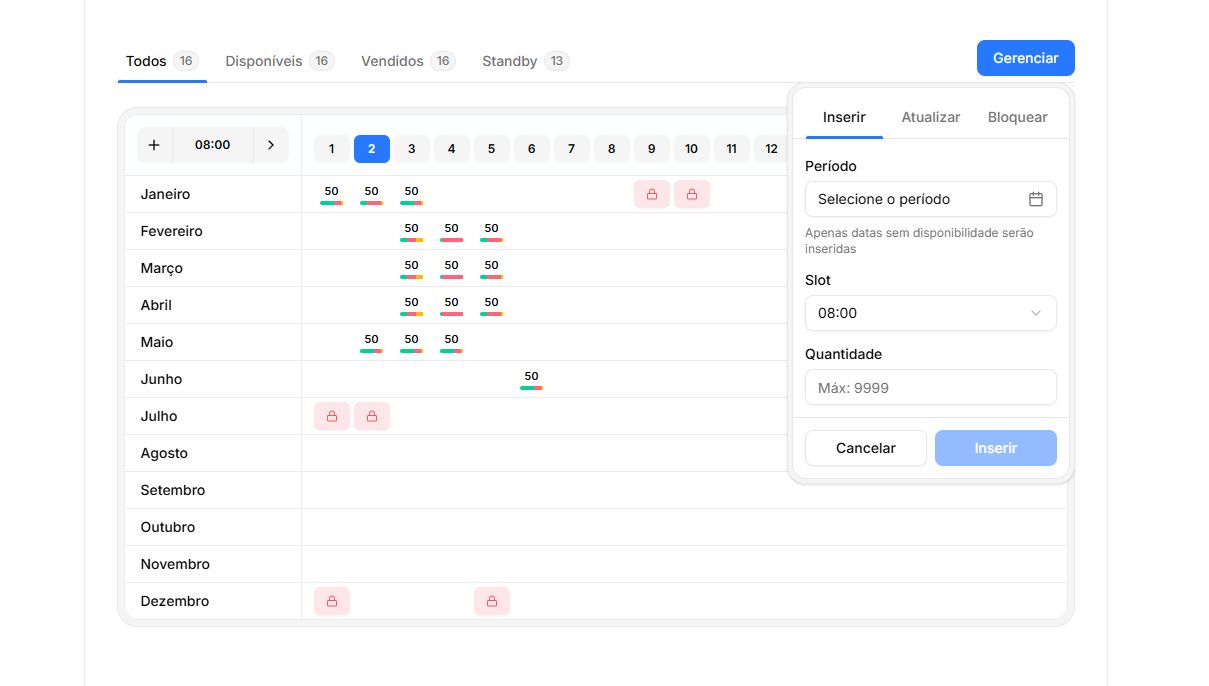 Todos 16 Disponíveis 16 Vendidos 16 Standby 13 Gerenciar
08:00 1 2 3 4 5 6 7 8 9 10 11 12
Janeiro 50 50 50
Fevereiro 50 50 50
Março 50 50 50
Abril 50 50 50
Maio 50 50 50
Junho 50
Julho
Agosto
Setembro
Outubro
Novembro
Dezembro
Inserir Atualizar Bloquear
Período
Selecione o período
Apenas datas sem disponibilidade serão
inseridas
Slot
08:00
Quantidade
Máx: 9999
Cancelar Inserir